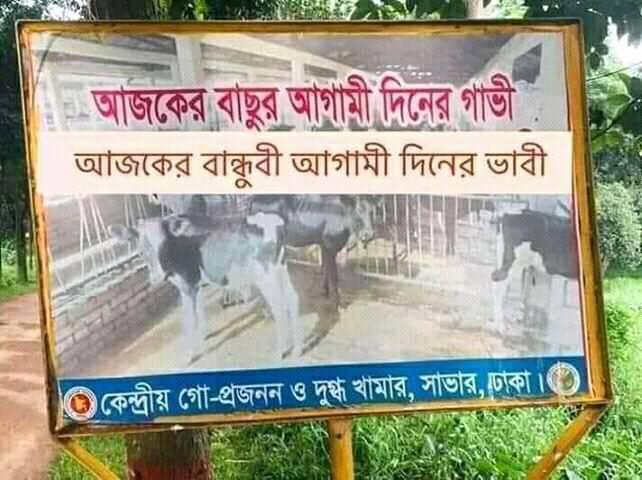 আজকের বাছুর আগামী দিনের গাভী
আজকের বান্ধুবী আগামী দিনের ভাবী
কেন্দ্রীয় গো-প্রজনন ও দুগ্ধ খামার, সাভার, ঢাকা।